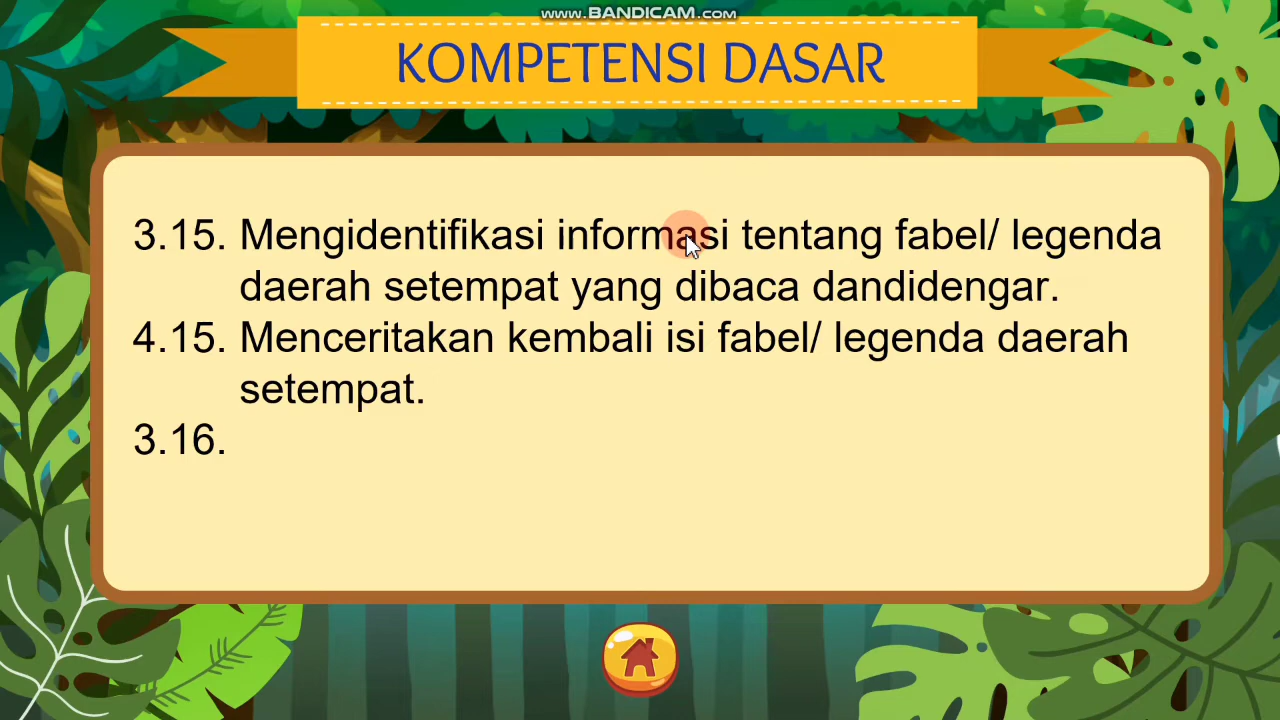 www.BANDICAM.com
KOMPETENSI DASAR
3.15. Mengidentifikasi informasi tentang fabel/ legenda
daerah setempat yang dibaca dandidengar.
4.15. Menceritakan kembali isi fabel/ legenda daerah
setempat.
3.16.